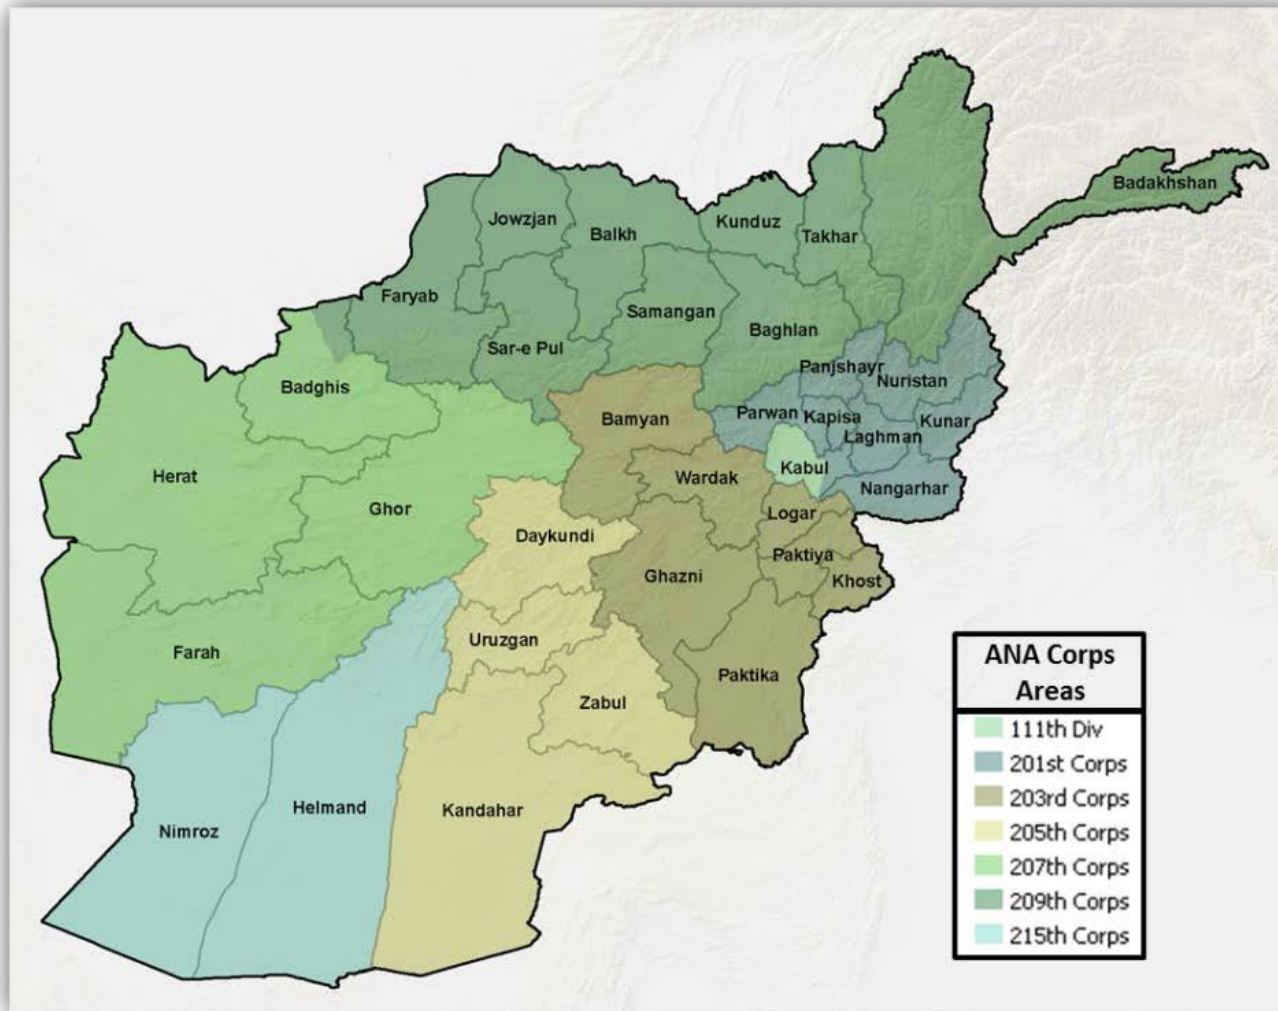 Badakhshan
Jowzjan
Balkh
Kunduz
Takhar
Faryab
Samangan
Baghlan
Sar-e Pul
Panjshayr
Nuristan
Badghis
Bamyan
Parwan
Kapisa
Kunar
Laghman
Herat
Wardak
Kabul
Nangarhar
Ghor
Logar
Daykundi
Paktiya
Ghazni
Khost
Uruzgan
Farah
Paktika
Zabul
Helmand
Kandahar
Nimroz
ANA Corps
Areas
111th Div
201st Corps
203rd Corps
205th Corps
207th Corps
209th Corps
215th Corps